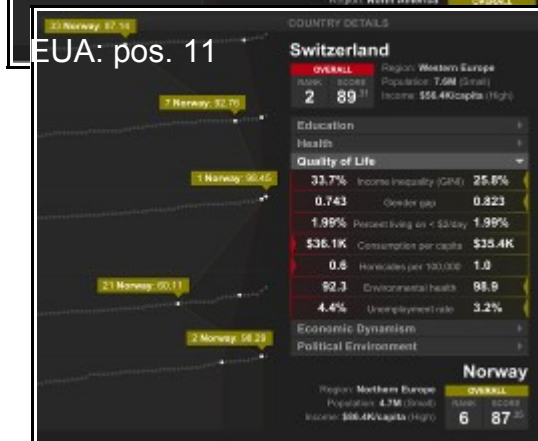 Region: North America OVERALL
33 Norway: 87.14
COUNTRY DETAILS
EUA: pos. 11
Switzerland
OVERALL
RANK SCORE
2 89
Region: Western Europe
Population: 7.6M (Small)
Income: $56.4K/capita (High)
7 Norway: 92.76
Education
Health
Quality of Life
1 Norway: 98.45
33.7% Income inequality (GINI) 25.8%
0.743 Gender gap 0.823
1.99% Percent living on < $2/day 1.99%
$36.1K Consumption per capita $35.4K
0.6 Homicides per 100,000 1.0
21 Norway: 60.11
92.3 Environmental health 98.9
4.4% Unemployment rate 3.2%
Economic Dynamism
Political Environment
2 Norway: 98.29
Norway
Region: Northern Europe
Population: 4.7M (Small)
Income: $86.4K/capita (High)
OVERALL
RANK SCORE
6 87